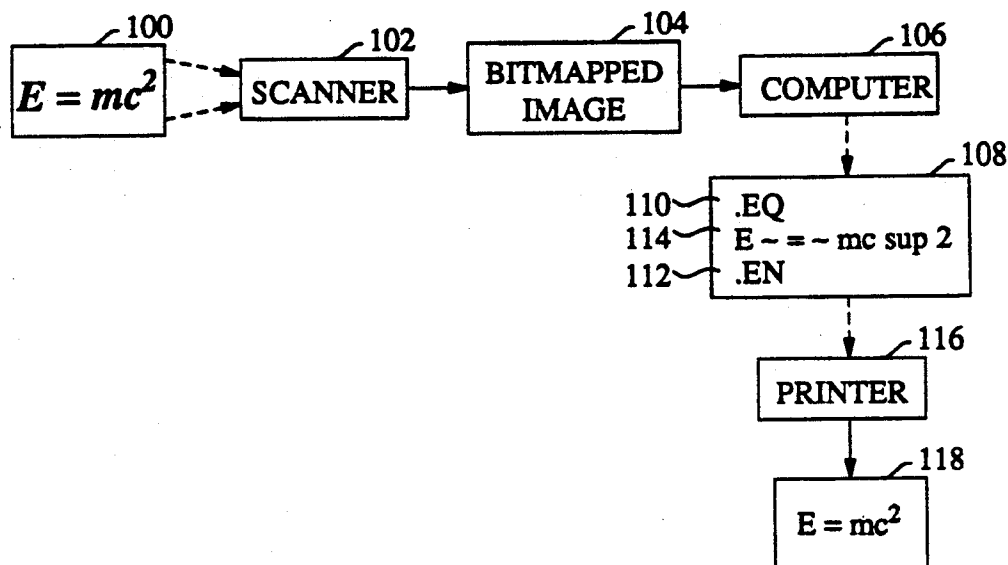 100
E = mc²
102
SCANNER
104
BITMAPPED
IMAGE
106
COMPUTER
108
110 .EQ
114 E ~ = ~ mc sup 2
112 .EN
116
PRINTER
118
E = mc²